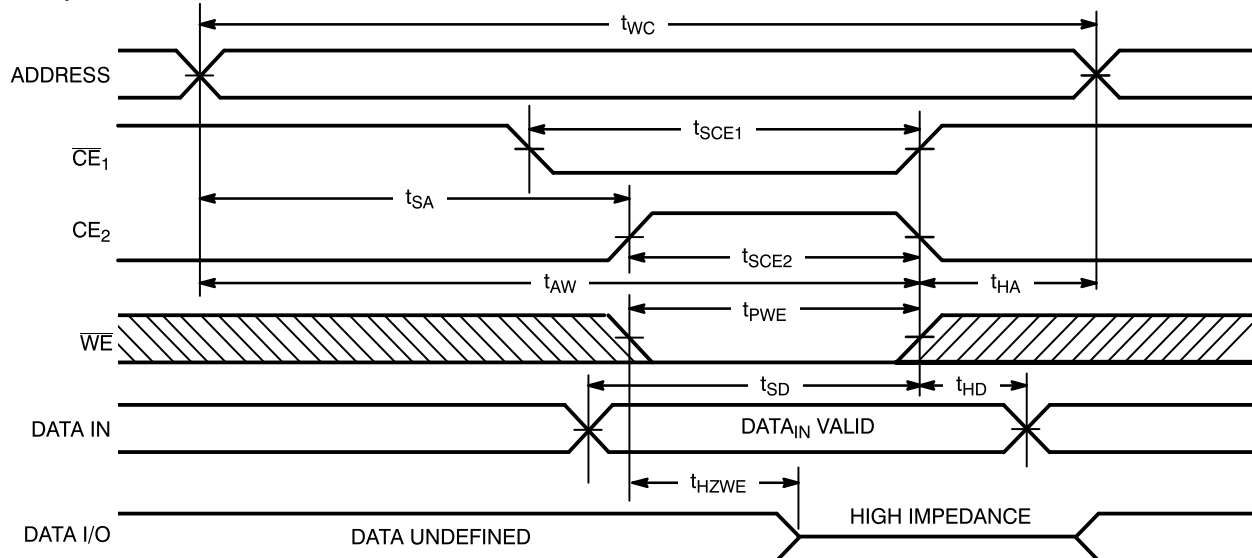 tWC
ADDRESS
tSCE1
CE1
tSA
CE2
tSCE2
tAW
tHA
tPWE
WE
tSD
tHD
DATA IN
DATAIN VALID
tHZWE
HIGH IMPEDANCE
DATA I/O
DATA UNDEFINED